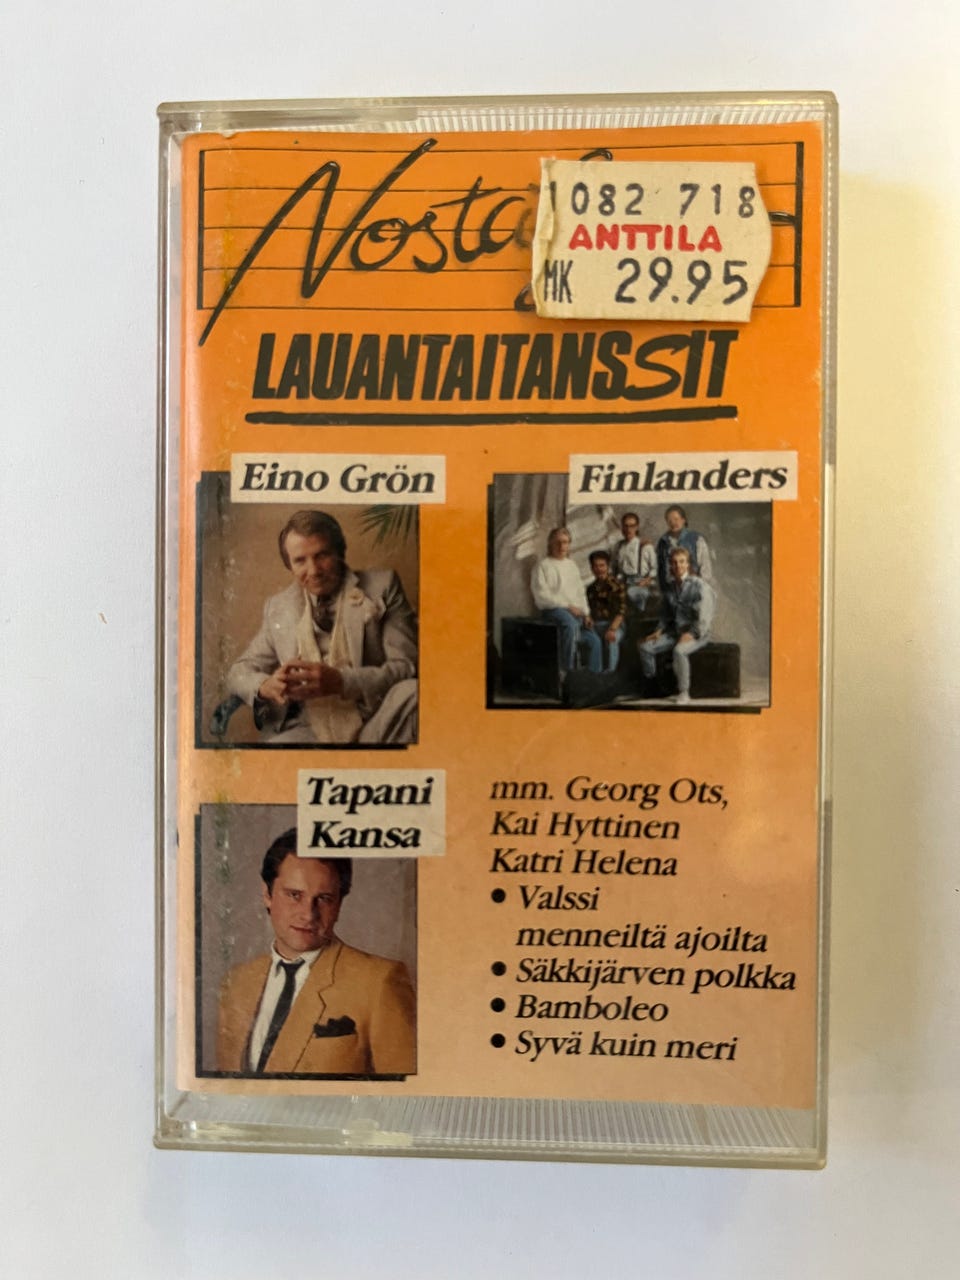 1082 718
ANTTILA
MK 29.95
LAUANTAITANSSIT
Eino Grön
Finlanders
Tapani
Kansa
mm. Georg Ots,
Kai Hyttinen
Katri Helena
• Valssi
menneiltä ajoilta
• Säkkijärven polkka
• Bamboleo
• Syvä kuin meri